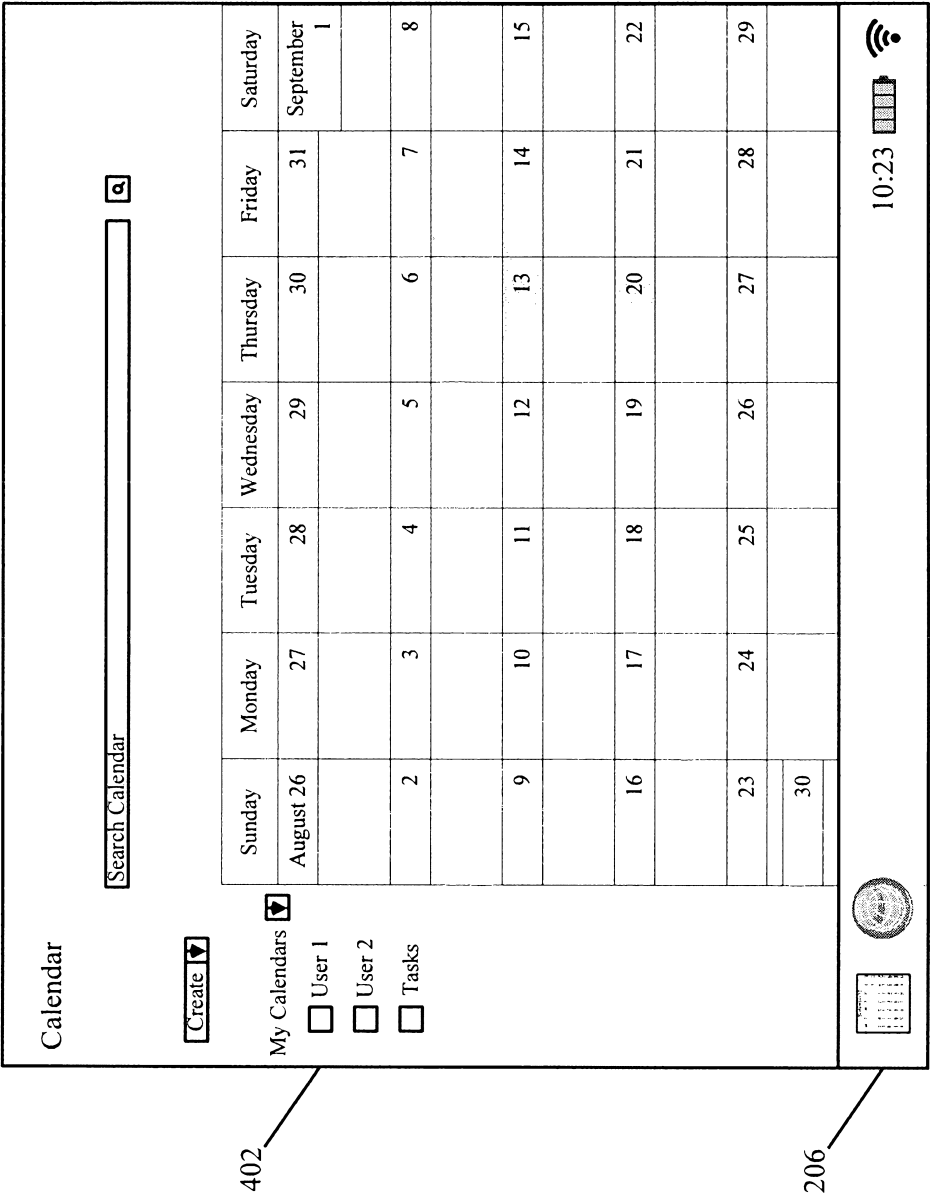 Calendar
Search Calendar
Create
My Calendars
User 1
User 2
Tasks
Sunday Monday Tuesday Wednesday Thursday Friday Saturday
August 26 27 28 29 30 31 September
1
2 3 4 5 6 7 8
9 10 11 12 13 14 15
16 17 18 19 20 21 22
23 24 25 26 27 28 29
30
10:23
402
206